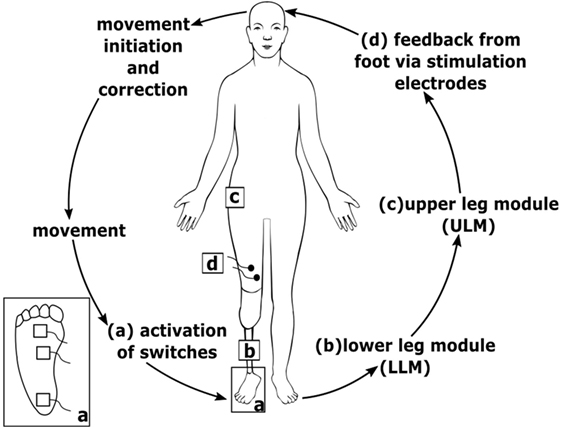 movement
initiation
and
correction
(d) feedback from
foot via stimulation
electrodes
c
(c)upper leg module
(ULM)
movement
d
(a) activation
of switches
b
(b)lower leg module
(LLM)
a
a